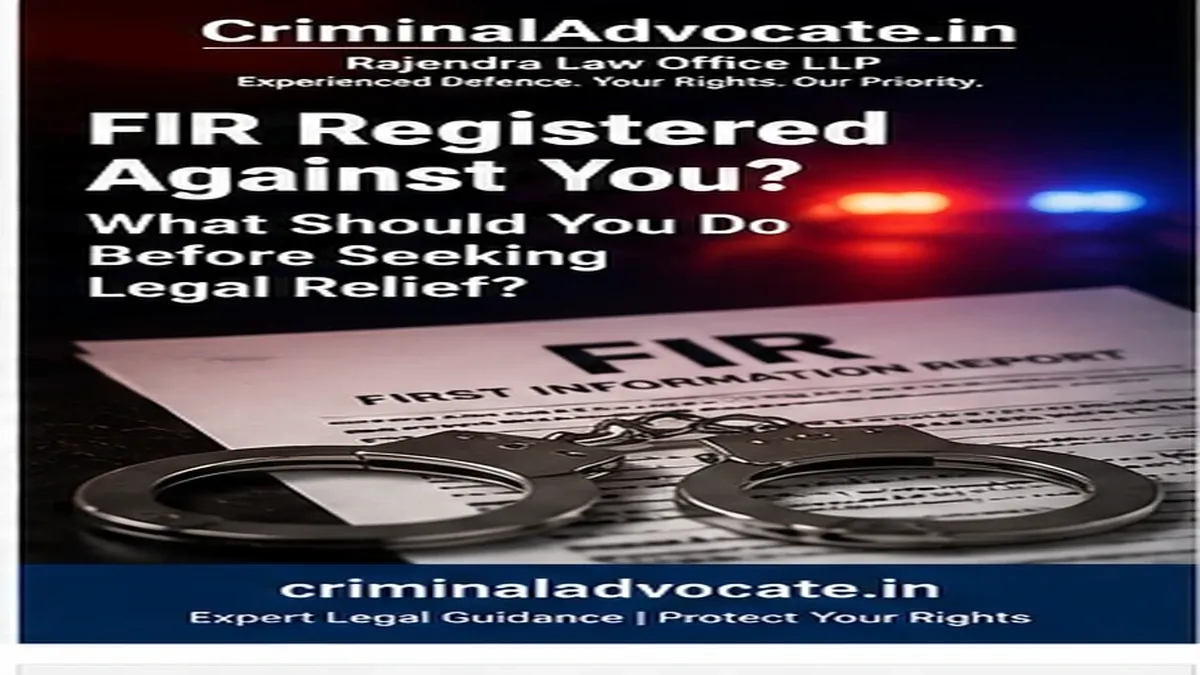 CriminalAdvocate.in
Rajendra Law Office LLP
Experienced Defence. Your Rights. Our Priority.
FIR Registered
Against You?
What Should You Do
Before Seeking
Legal Relief?
FIR
FIRST INFORMATION REPORT
criminaladvocate.in
Expert Legal Guidance | Protect Your Rights